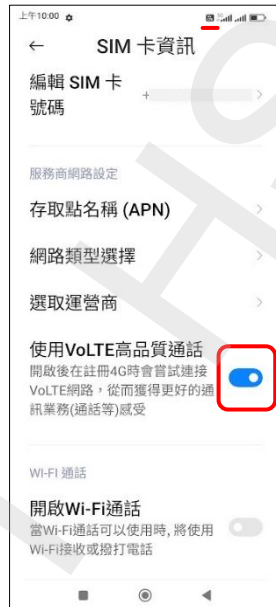 上午10:00
SIM 卡資訊
編輯 SIM 卡
號碼
+
服務商網路設定
存取點名稱 (APN)
網路類型選擇
選取運營商
使用VoLTE高品質通話
開啟後在註冊4G時會嘗試連接
VoLTE網路，從而獲得更好的通
訊業務(通話等)感受
WI-FI 通話
開啟Wi-Fi通話
當Wi-Fi通話可以使用時, 將使用
Wi-Fi接收或撥打電話